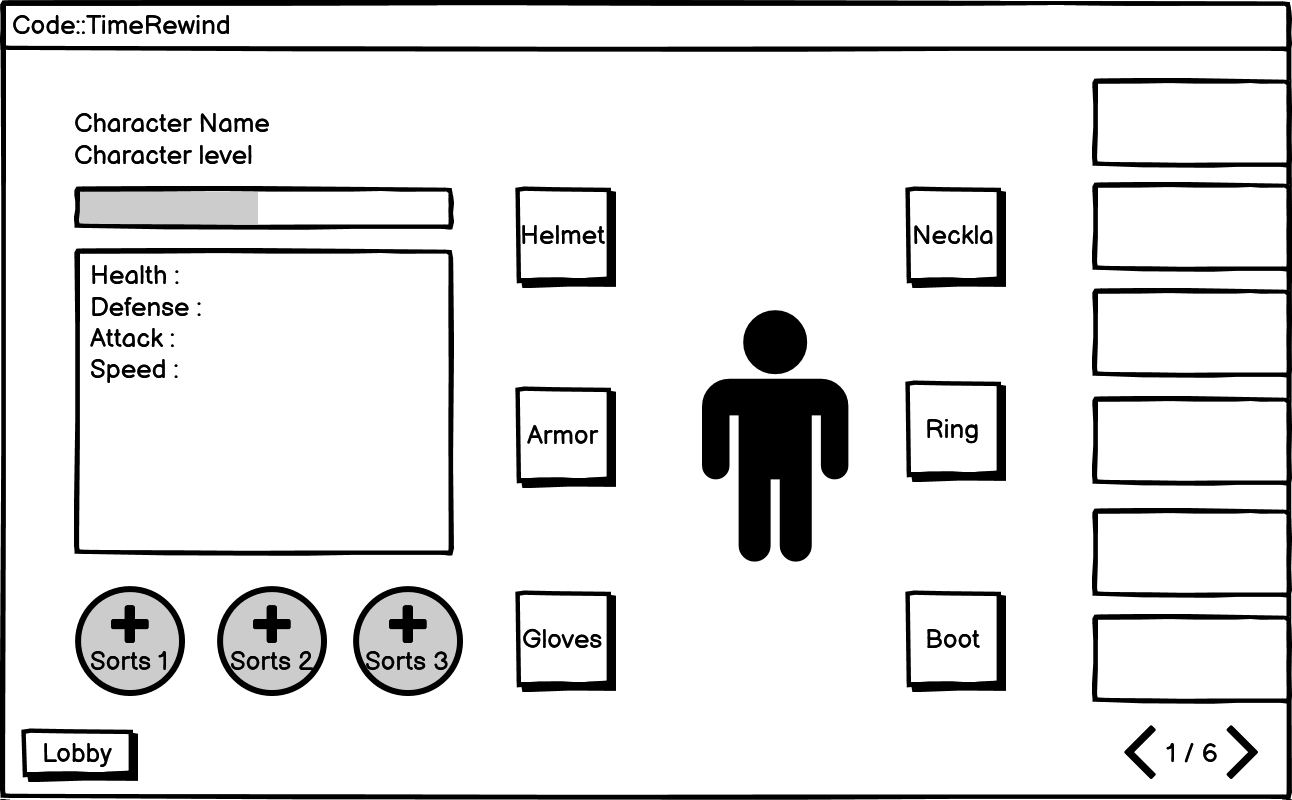 Code::TimeRewind
Character Name
Character level
Health :
Defense :
Attack :
Speed :
Sorts 1
Sorts 2
Sorts 3
Helmet
Armor
Gloves
Neckla
Ring
Boot
Lobby
1 / 6